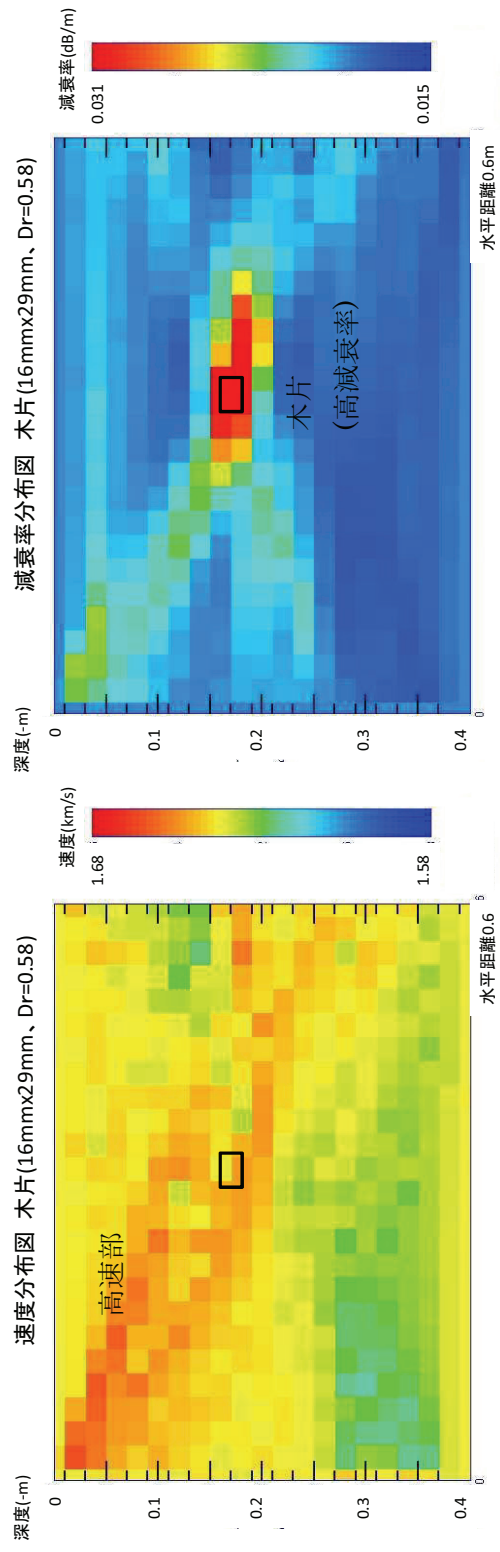 速度分布図 木片(16mmx29mm、Dr=0.58)
深度(-m)
0
0.1
0.2
0.3
0.4
高速部
0
水平距離0.6
速度(km/s)
1.68
1.58
減衰率分布図 木片(16mmx29mm、Dr=0.58)
深度(-m)
0
0.1
0.2
0.3
0.4
木片
(高減衰率)
0
水平距離0.6m
減衰率(dB/m)
0.031
0.015